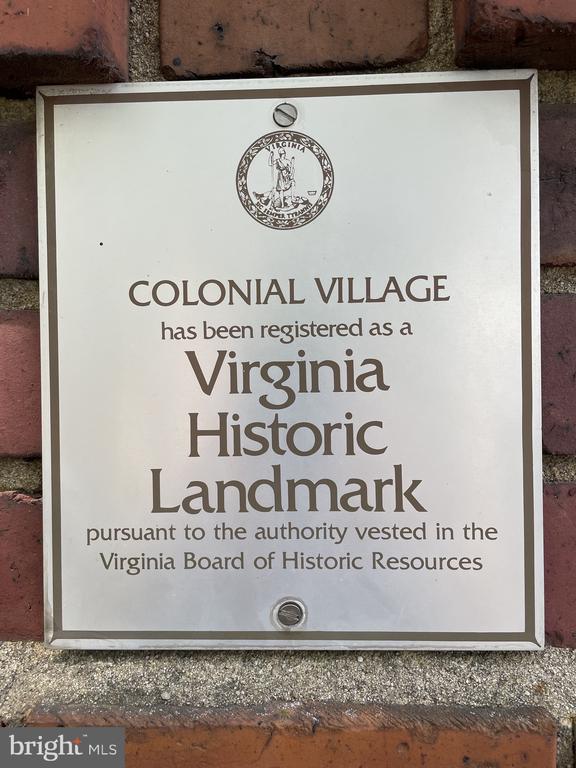 VIRGINIA
SIC SEMPER TYRANNIS
COLONIAL VILLAGE
has been registered as a
Virginia
Historic
Landmark
pursuant to the authority vested in the
Virginia Board of Historic Resources
bright MLS